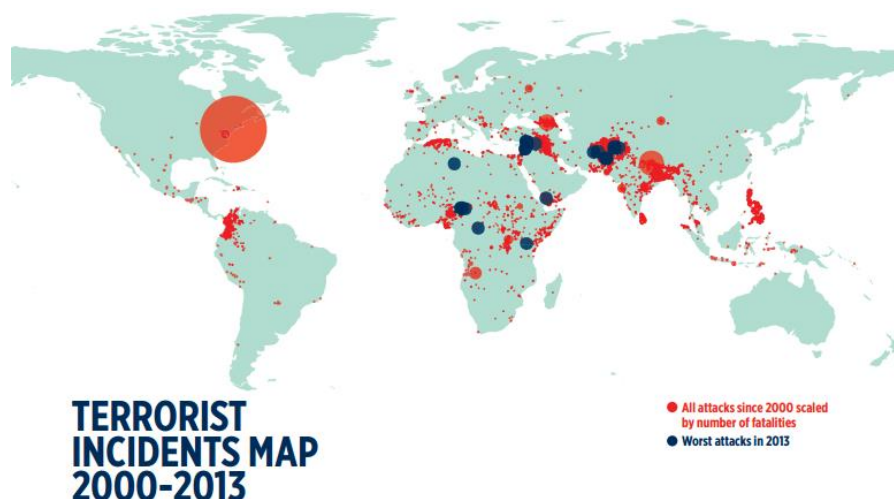 TERRORIST
INCIDENTS MAP
2000-2013
All attacks since 2000 scaled
by number of fatalities
Worst attacks in 2013